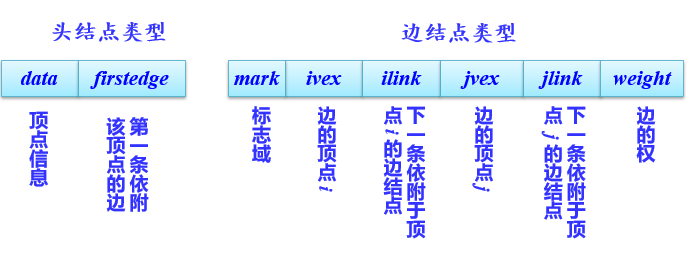 头结点类型
边结点类型
data
firstedge
mark
ivex
ilink
jvex
jlink
weight
顶点信息
第一条依附
该顶点的边
标志域
边的顶点i
下一条依附于顶
点i的边结点
边的顶点j
下一条依附于顶
点j的边结点
边的权